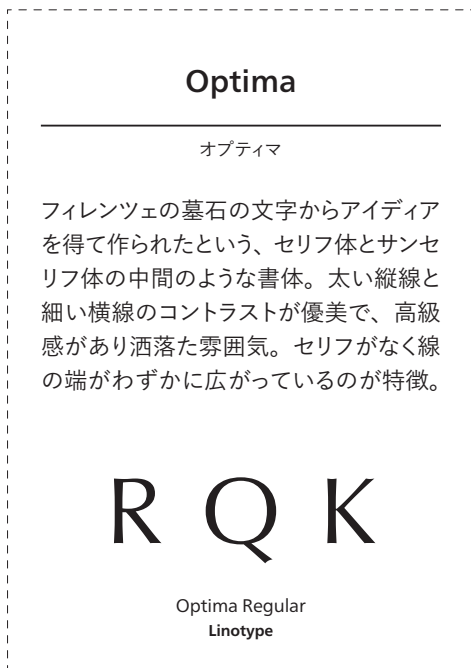 Optima
オプティマ
フィレンツェの墓石の文字からアイディア
を得て作られたという、セリフ体とサンセ
リフ体の中間のような書体。太い縦線と
細い横線のコントラストが優美で、高級
感があり洒落た雰囲気。セリフがなく線
の端がわずかに広がっているのが特徴。
R Q K
Optima Regular
Linotype